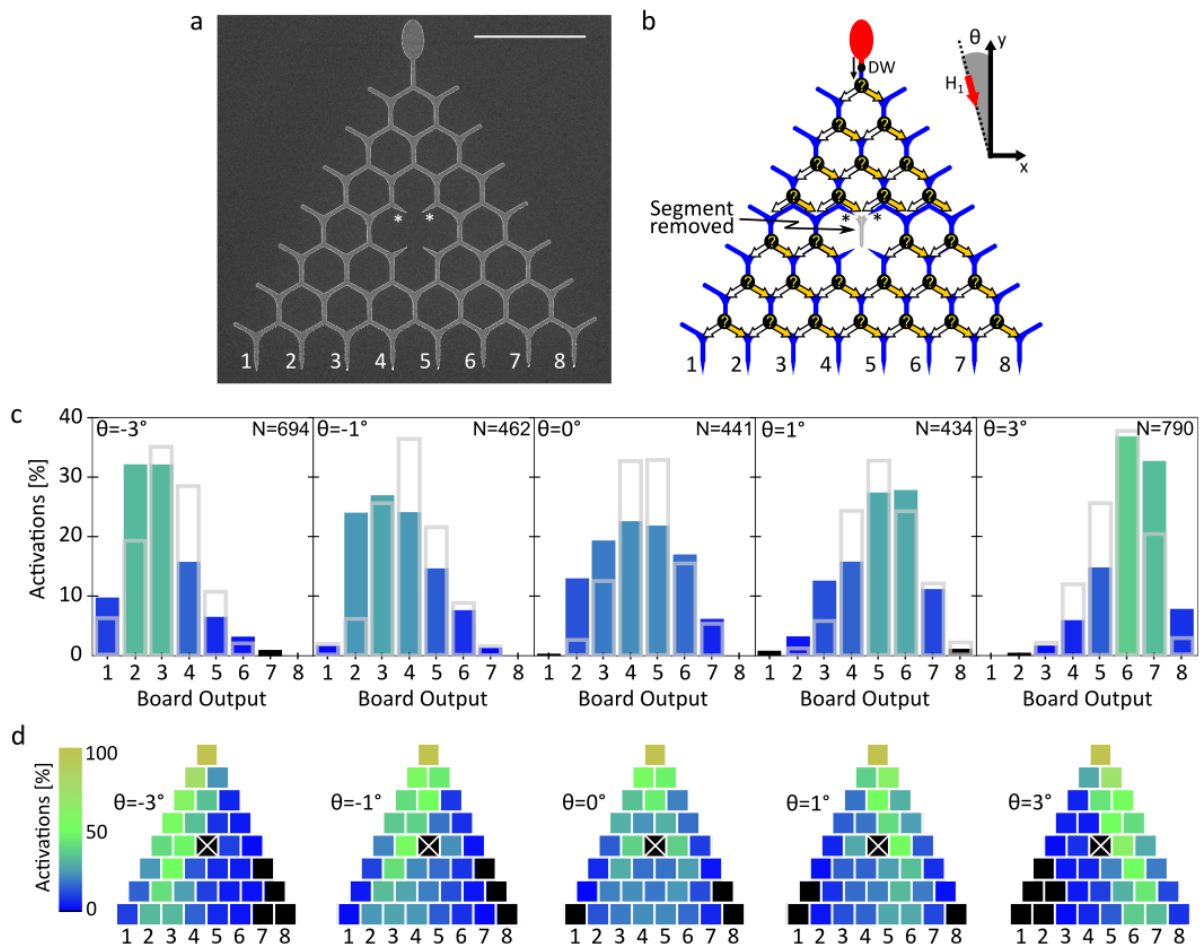 a
* *
1 2 3 4 5 6 7 8
b
DW
θ
y
H1
x
? ? ? ? ? ? ? ? ? ? ? ? ? ? ? ? ? ? ? ? ? ? ? ? ?
Segment
removed
* *
1 2 3 4 5 6 7 8
c
Activations [%]
40
30
20
10
0
θ=-3° N=694
1 2 3 4 5 6 7 8
Board Output
θ=-1° N=462
1 2 3 4 5 6 7 8
Board Output
θ=0° N=441
1 2 3 4 5 6 7 8
Board Output
θ=1° N=434
1 2 3 4 5 6 7 8
Board Output
θ=3° N=790
1 2 3 4 5 6 7 8
Board Output
d
Activations [%]
100
50
0
θ=-3°
1 2 3 4 5 6 7 8
θ=-1°
1 2 3 4 5 6 7 8
θ=0°
1 2 3 4 5 6 7 8
θ=1°
1 2 3 4 5 6 7 8
θ=3°
1 2 3 4 5 6 7 8